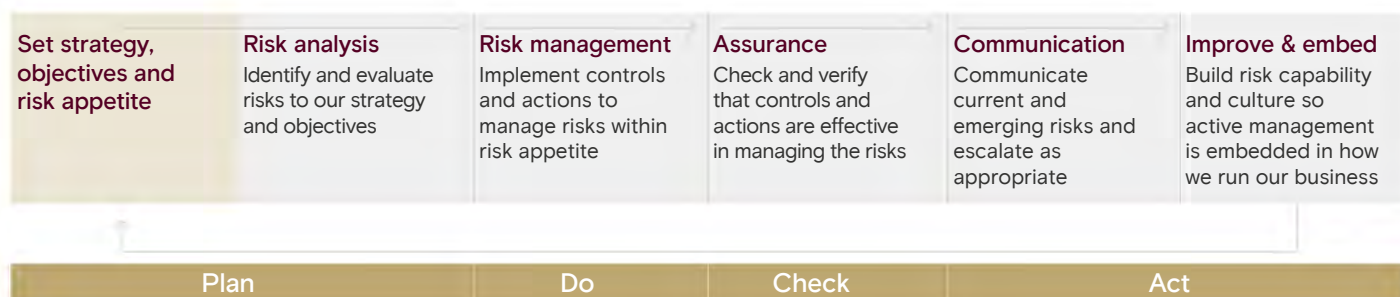 Set strategy,
objectives and
risk appetite
Risk analysis
Identify and evaluate
risks to our strategy
and objectives
Risk management
Implement controls
and actions to
manage risks within
risk appetite
Assurance
Check and verify
that controls and
actions are effective
in managing the risks
Communication
Communicate
current and
emerging risks and
escalate as
appropriate
Improve & embed
Build risk capability
and culture so
active management
is embedded in how
we run our business
Plan
Do
Check
Act